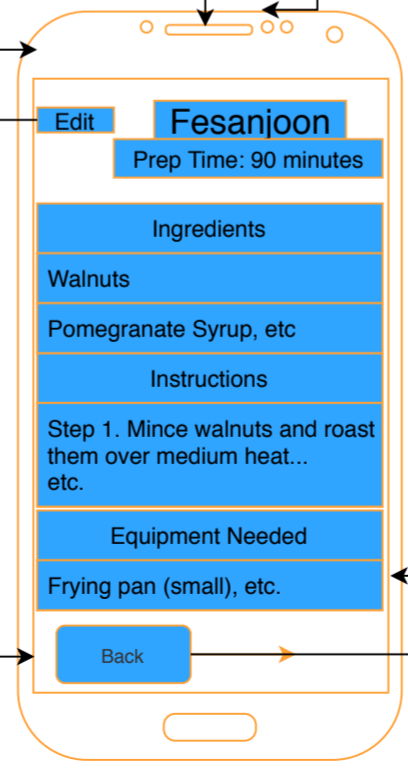 Edit
Fesanjoon
Prep Time: 90 minutes
Ingredients
Walnuts
Pomegranate Syrup, etc
Instructions
Step 1. Mince walnuts and roast
them over medium heat...
etc.
Equipment Needed
Frying pan (small), etc.
Back